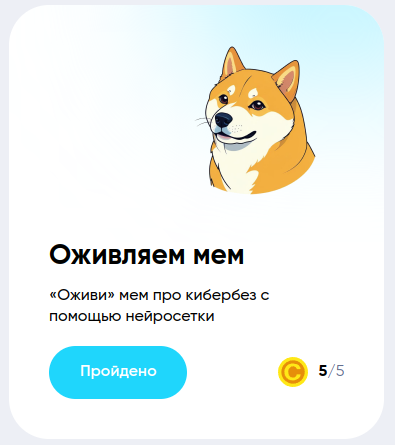 Оживляем мем
«Оживи» мем про кибербез с
помощью нейросетки
Пройдено
C 5/5